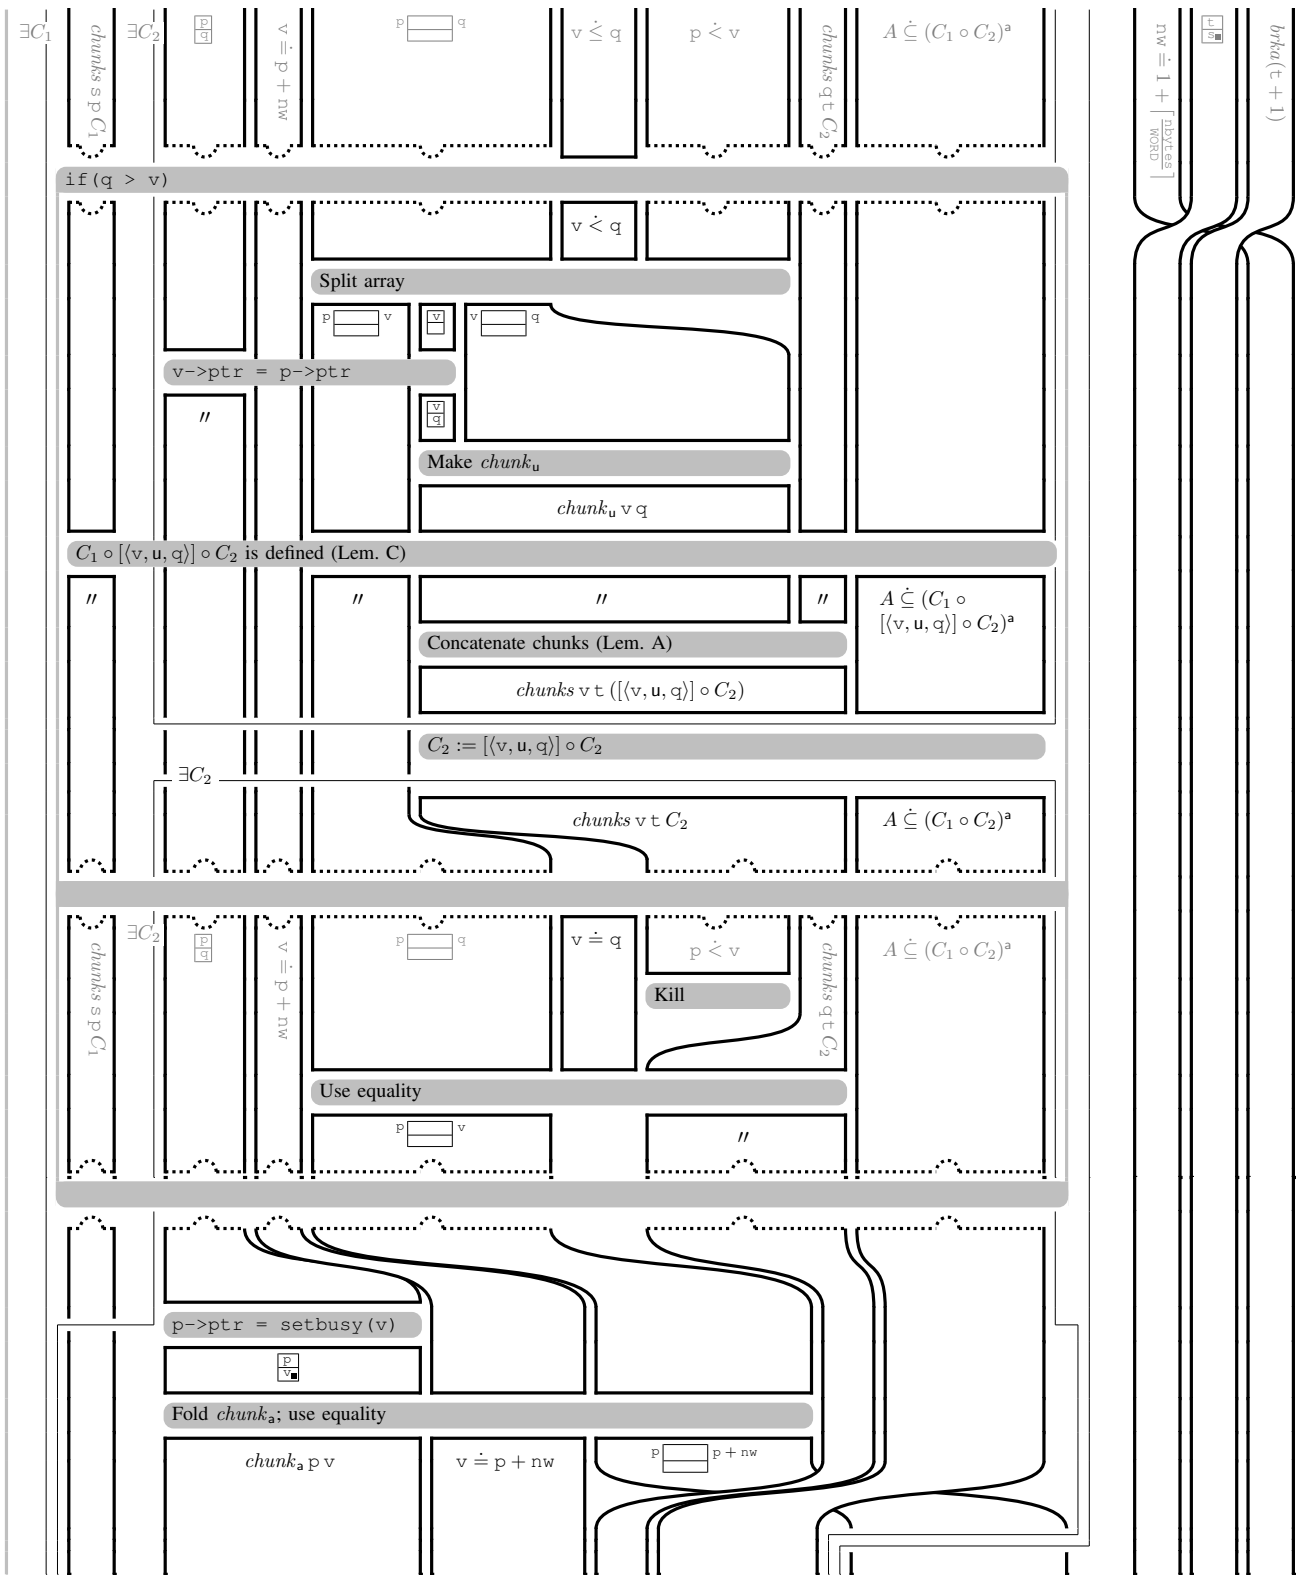 ∃C₁ chunks s p C₁ ∃C₂ p q v ≐ p + nw p q v ≤̇ q p <̇ v chunks q t C₂ A ⊆̇ (C₁ ∘ C₂)ᵃ nw ≐ 1 + ⌈nbytes/WORD⌉ t s■ brka(t + 1)
if(q > v)
v <̇ q
Split array
p v v v q
v->ptr = p->ptr
″ v q
Make chunkᵤ
chunkᵤ v q
C₁ ∘ [⟨v, u, q⟩] ∘ C₂ is defined (Lem. C)
″ ″ ″ ″ A ⊆̇ (C₁ ∘
[⟨v, u, q⟩] ∘ C₂)ᵃ
Concatenate chunks (Lem. A)
chunks v t ([⟨v, u, q⟩] ∘ C₂)
C₂ := [⟨v, u, q⟩] ∘ C₂
∃C₂
chunks v t C₂ A ⊆̇ (C₁ ∘ C₂)ᵃ
chunks s p C₁ ∃C₂ p q v ≐ p + nw p q v ≐ q p <̇ v chunks q t C₂ A ⊆̇ (C₁ ∘ C₂)ᵃ
Kill
Use equality
p v ″
p->ptr = setbusy(v)
p v■
Fold chunkₐ; use equality
chunkₐ p v v ≐ p + nw p p + nw